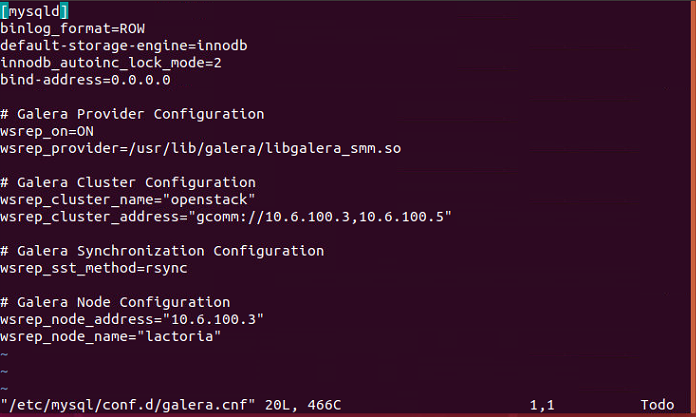 [mysqld]
binlog_format=ROW
default-storage-engine=innodb
innodb_autoinc_lock_mode=2
bind-address=0.0.0.0
# Galera Provider Configuration
wsrep_on=ON
wsrep_provider=/usr/lib/galera/libgalera_smm.so
# Galera Cluster Configuration
wsrep_cluster_name="openstack"
wsrep_cluster_address="gcomm://10.6.100.3,10.6.100.5"
# Galera Synchronization Configuration
wsrep_sst_method=rsync
# Galera Node Configuration
wsrep_node_address="10.6.100.3"
wsrep_node_name="lactoria"
~
~
~
"/etc/mysql/conf.d/galera.cnf" 20L, 466C 1,1 Todo